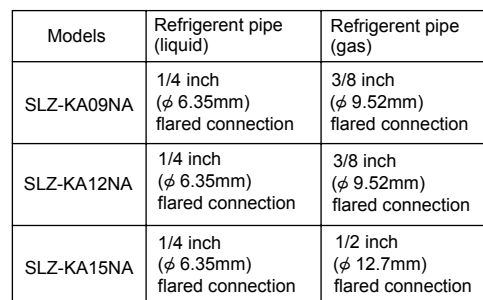 Models
Refrigerent pipe
(liquid)
Refrigerent pipe
(gas)
SLZ-KA09NA
1/4 inch
(φ 6.35mm)
flared connection
3/8 inch
(φ 9.52mm)
flared connection
SLZ-KA12NA
1/4 inch
(φ 6.35mm)
flared connection
3/8 inch
(φ 9.52mm)
flared connection
SLZ-KA15NA
1/4 inch
(φ 6.35mm)
flared connection
1/2 inch
(φ 12.7mm)
flared connection